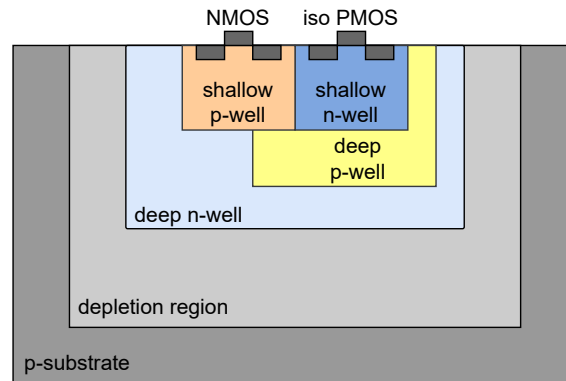 NMOS
iso PMOS
shallow
p-well
shallow
n-well
deep
p-well
deep n-well
depletion region
p-substrate